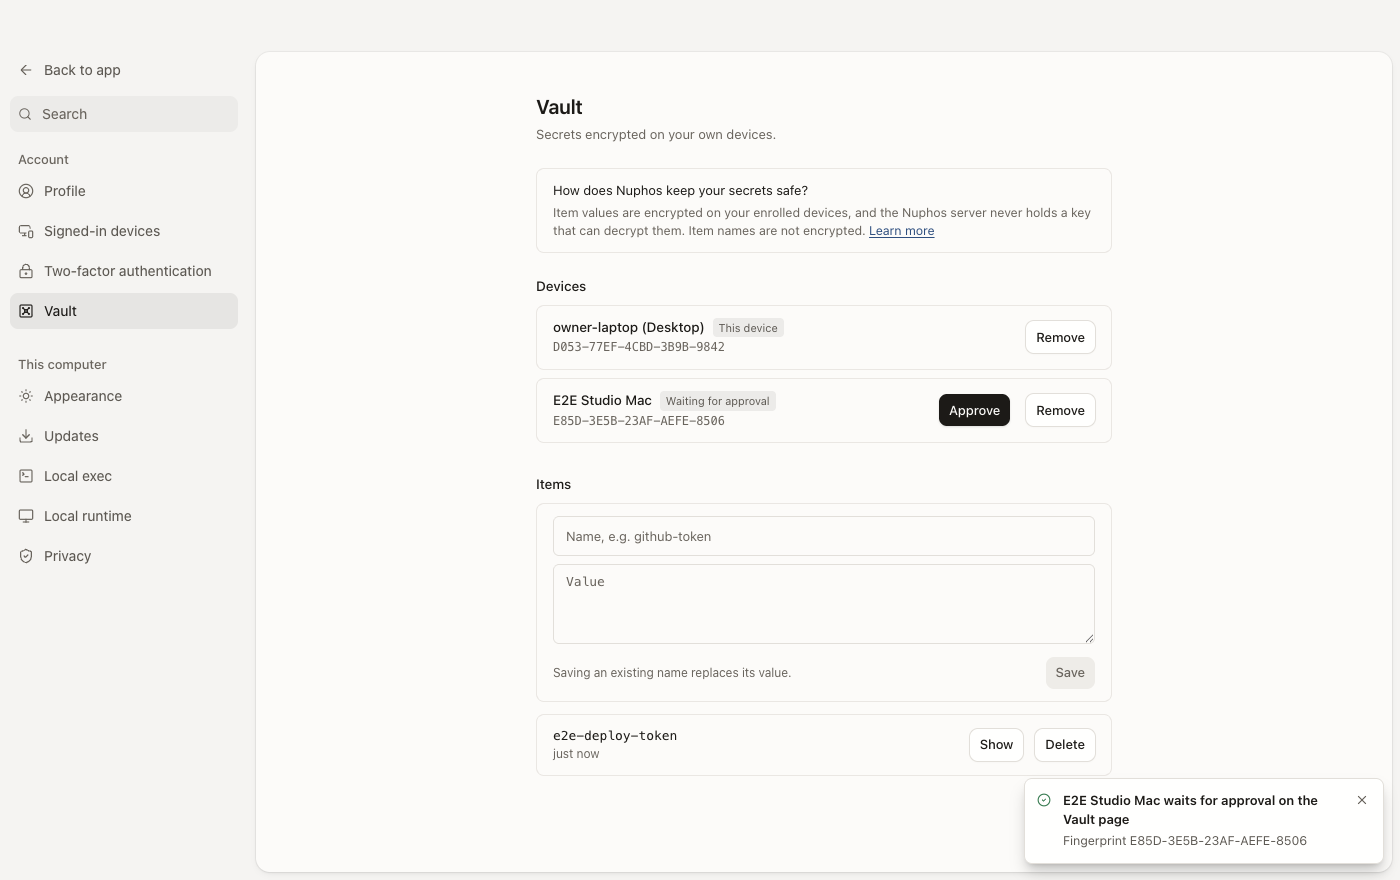 Back to app
Search
Account
Profile
Signed-in devices
Two-factor authentication
Vault
This computer
Appearance
Updates
Local exec
Local runtime
Privacy
Vault
Secrets encrypted on your own devices.
How does Nuphos keep your secrets safe?
Item values are encrypted on your enrolled devices, and the Nuphos server never holds a key
that can decrypt them. Item names are not encrypted. Learn more
Devices
owner-laptop (Desktop) This device
D053-77EF-4CBD-3B9B-9842
Remove
E2E Studio Mac Waiting for approval
E85D-3E5B-23AF-AEFE-8506
Approve Remove
Items
Name, e.g. github-token
Value
Saving an existing name replaces its value. Save
e2e-deploy-token
just now
Show Delete
E2E Studio Mac waits for approval on the
Vault page
Fingerprint E85D-3E5B-23AF-AEFE-8506